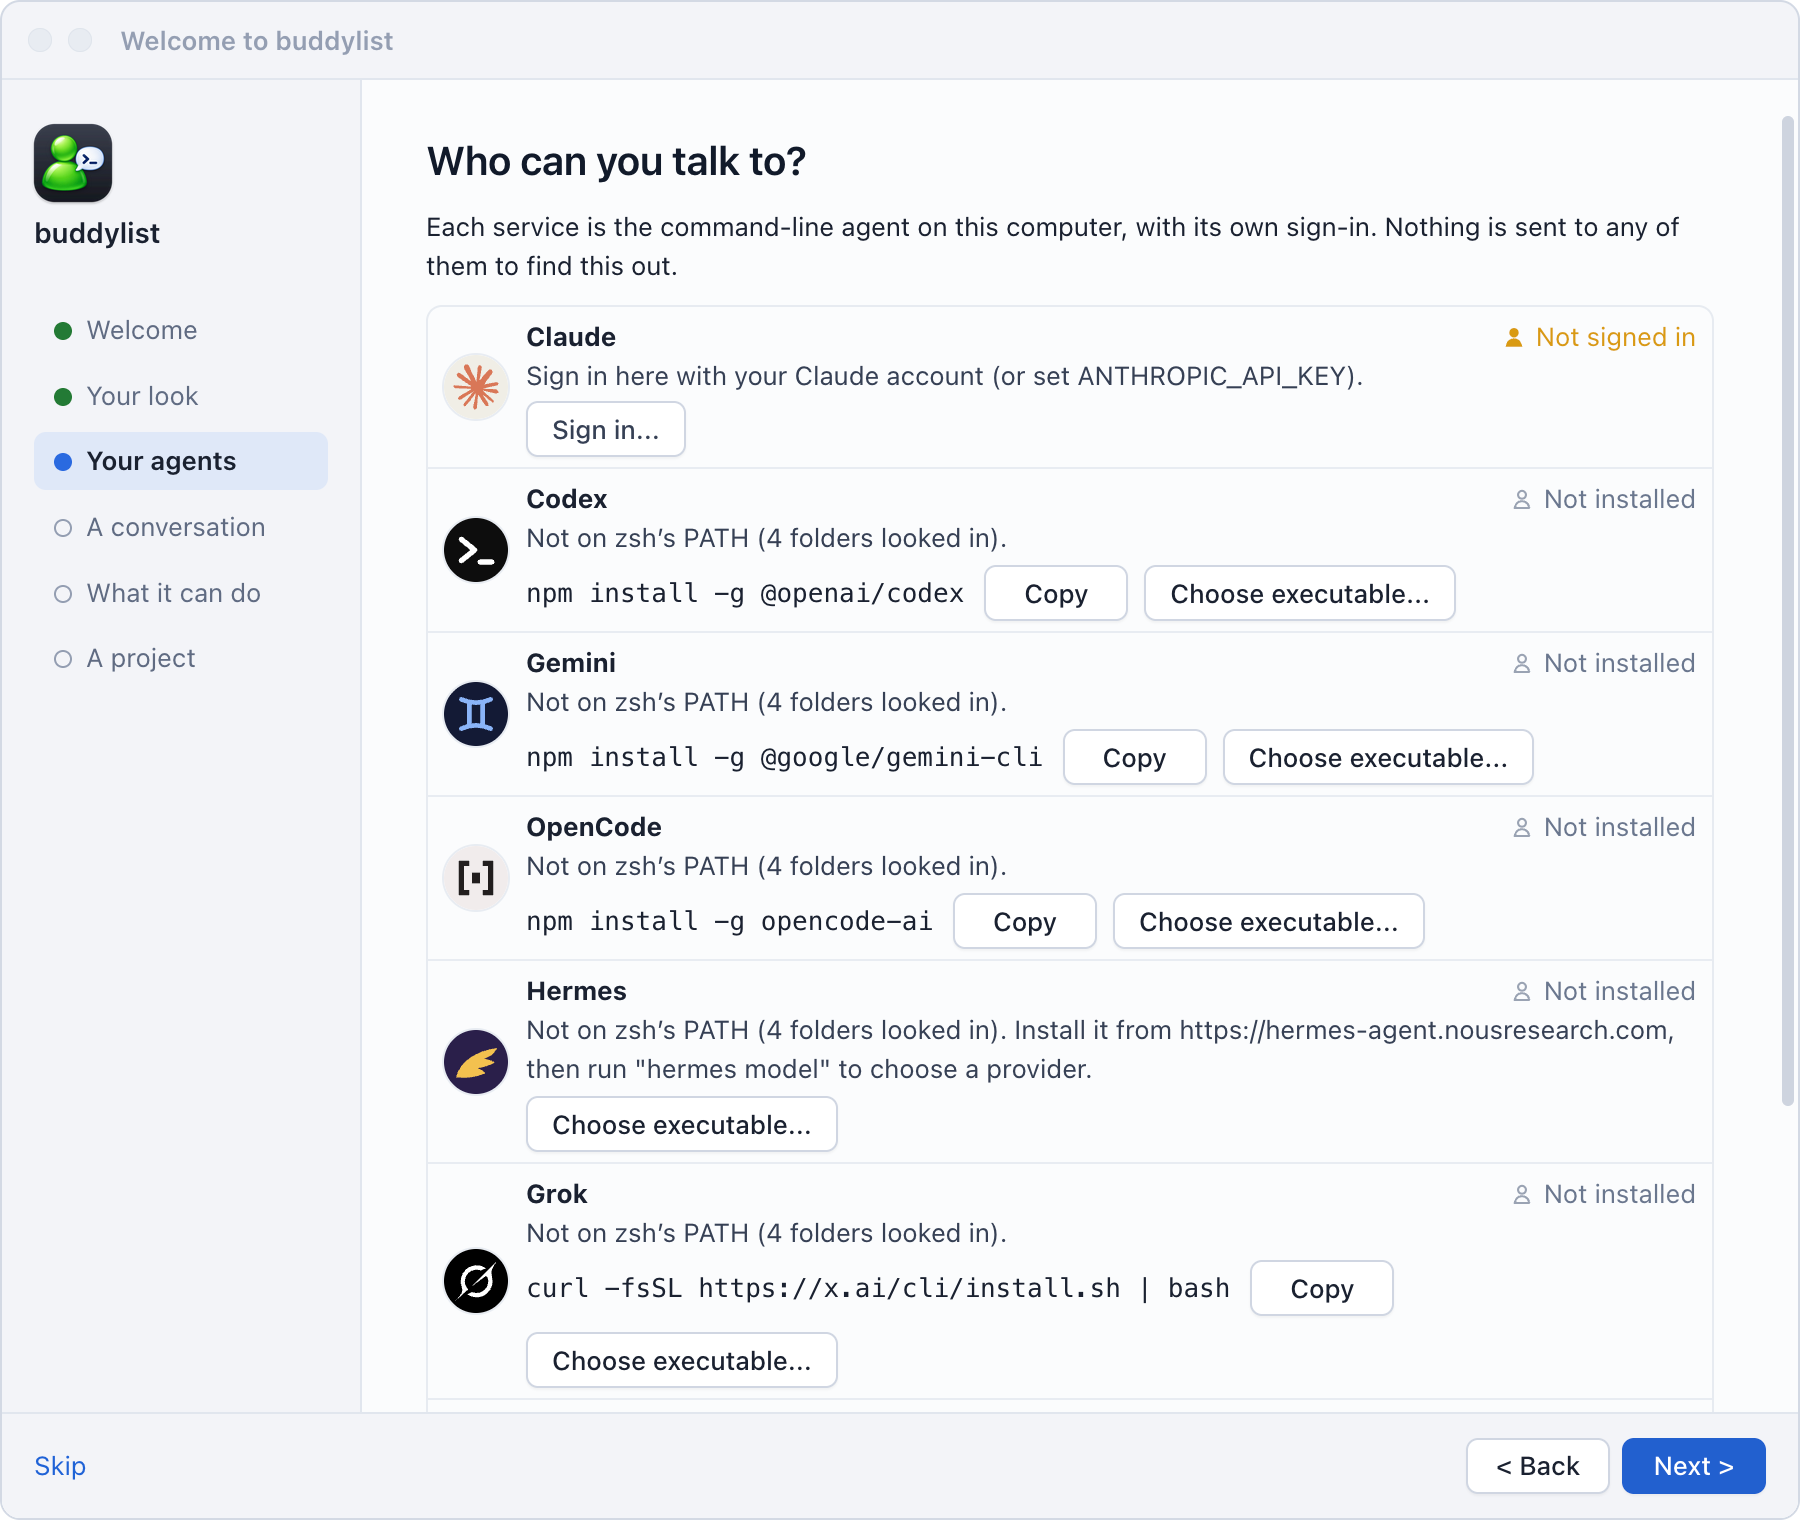 Welcome to buddylist
buddylist
Welcome
Your look
Your agents
A conversation
What it can do
A project
Who can you talk to?
Each service is the command-line agent on this computer, with its own sign-in. Nothing is sent to any of
them to find this out.
Claude
Not signed in
Sign in here with your Claude account (or set ANTHROPIC_API_KEY).
Sign in...
Codex
Not installed
Not on zsh’s PATH (4 folders looked in).
npm install -g @openai/codex
Copy
Choose executable...
Gemini
Not installed
Not on zsh’s PATH (4 folders looked in).
npm install -g @google/gemini-cli
Copy
Choose executable...
OpenCode
Not installed
Not on zsh’s PATH (4 folders looked in).
npm install -g opencode-ai
Copy
Choose executable...
Hermes
Not installed
Not on zsh’s PATH (4 folders looked in). Install it from https://hermes-agent.nousresearch.com,
then run "hermes model" to choose a provider.
Choose executable...
Grok
Not installed
Not on zsh’s PATH (4 folders looked in).
curl -fsSL https://x.ai/cli/install.sh | bash
Copy
Choose executable...
Skip
< Back
Next >